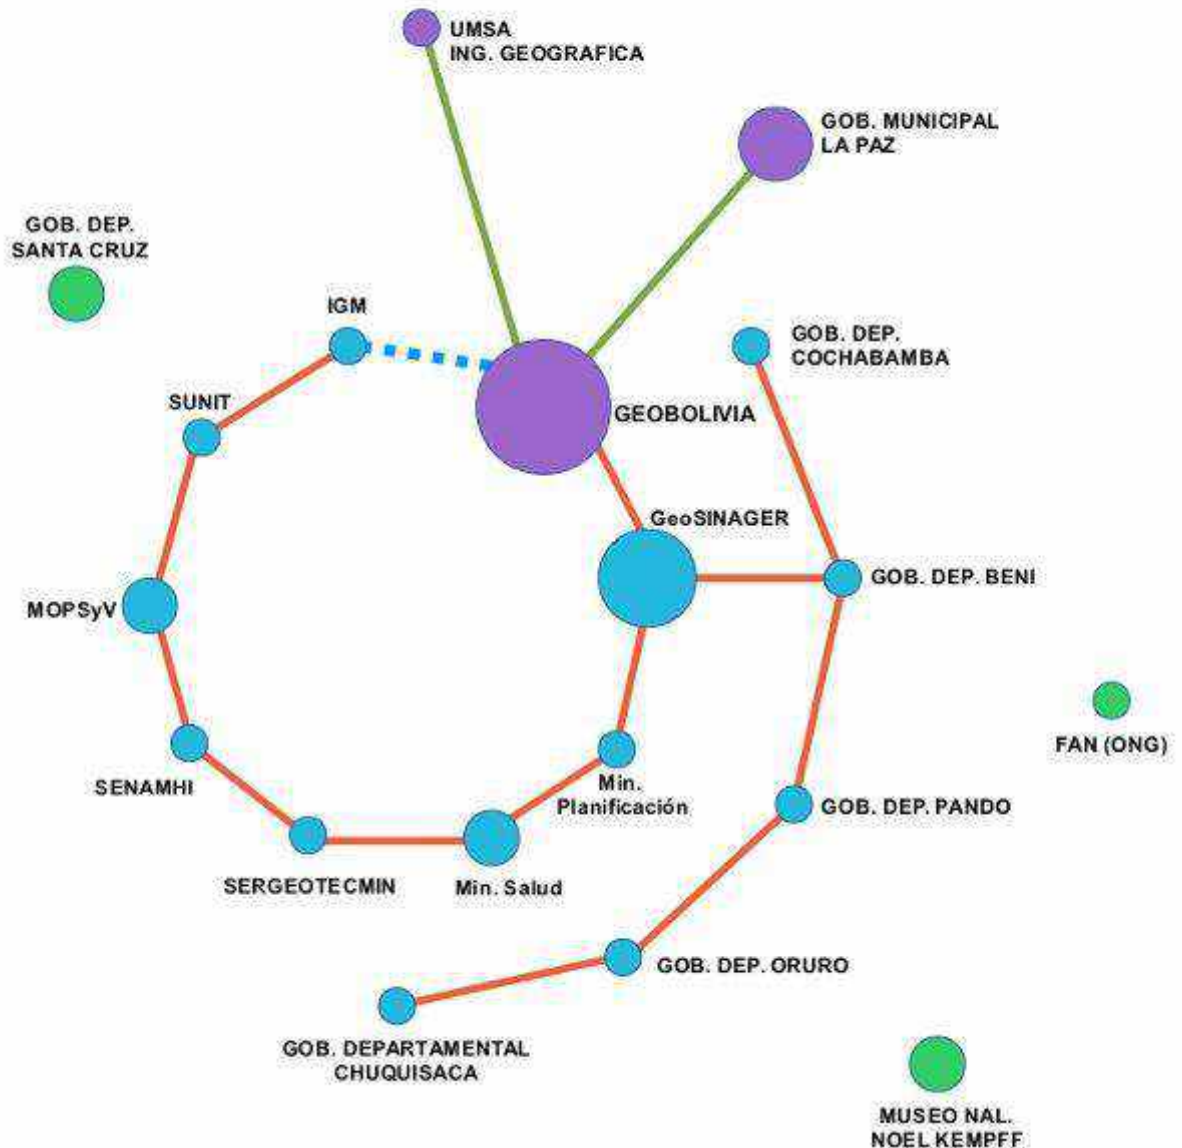 UMSA
ING. GEOGRAFICA
GOB. MUNICIPAL
LA PAZ
GOB. DEP.
SANTA CRUZ
IGM
GOB. DEP.
COCHABAMBA
SUNIT
GEOBOLIVIA
GeoSINAGER
GOB. DEP. BENI
MOPSyV
FAN (ONG)
SENAMHI
Min.
Planificación
GOB. DEP. PANDO
SERGEOTECMIN
Min. Salud
GOB. DEP. ORURO
GOB. DEPARTAMENTAL
CHUQUISACA
MUSEO NAL.
NOEL KEMPFF